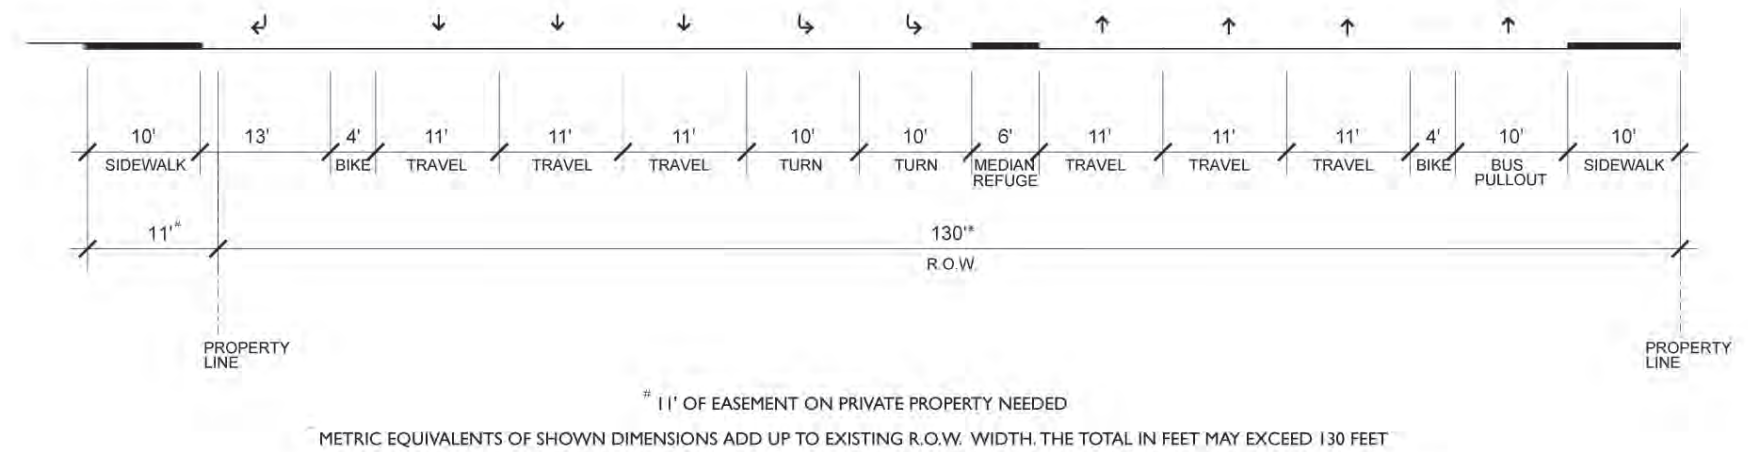 10' 13' 4' 11' 11' 11' 10' 10' 6' 11' 11' 11' 4' 10' 10'
SIDEWALK BIKE TRAVEL TRAVEL TRAVEL TURN TURN MEDIAN TRAVEL TRAVEL TRAVEL BIKE BUS SIDEWALK
REFUGE PULLOUT
11'# 130'*
R.O.W.
PROPERTY PROPERTY
LINE LINE
# 11' OF EASEMENT ON PRIVATE PROPERTY NEEDED
METRIC EQUIVALENTS OF SHOWN DIMENSIONS ADD UP TO EXISTING R.O.W. WIDTH. THE TOTAL IN FEET MAY EXCEED 130 FEET